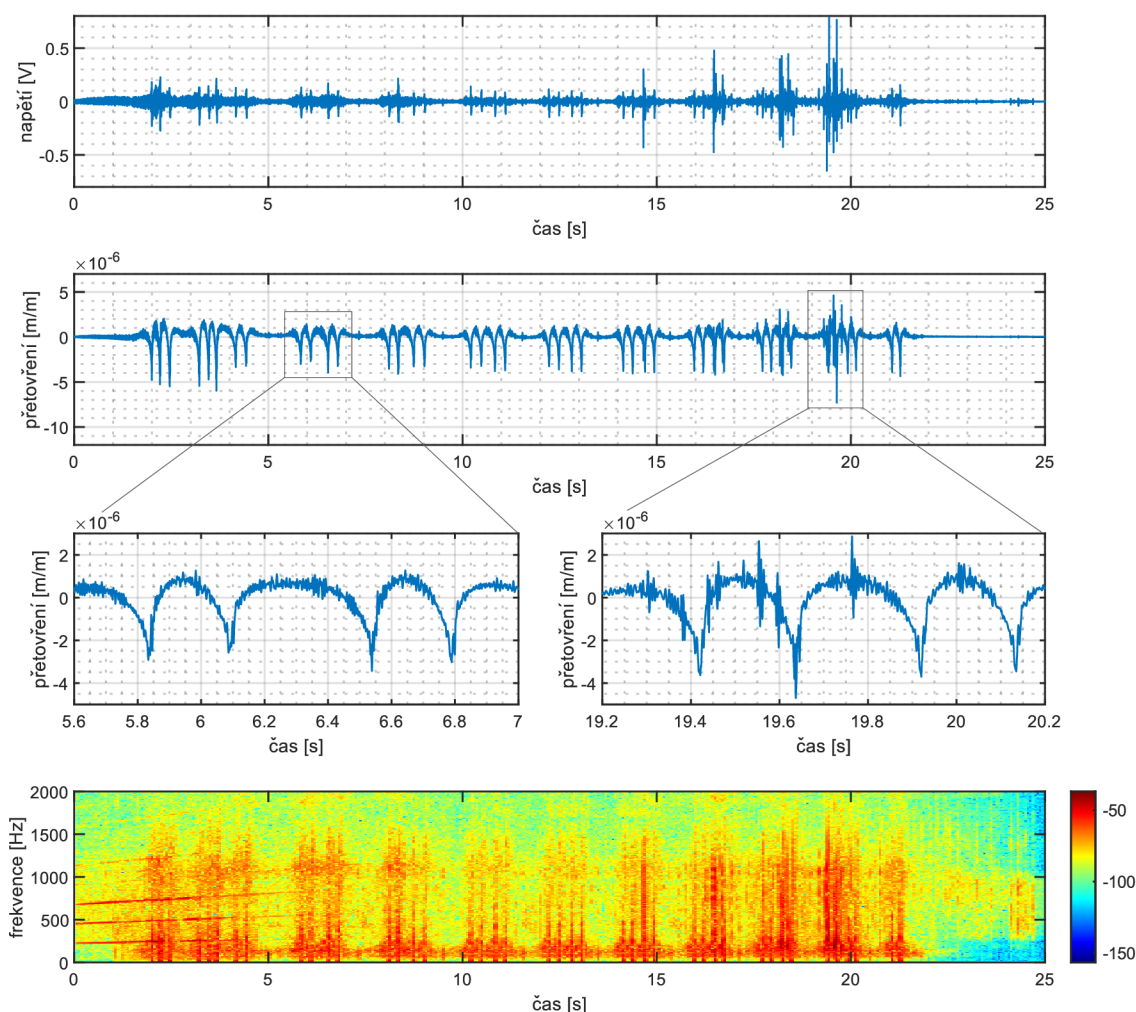 napětí [V]
0.5
0
-0.5
0 5 10 15 20 25
čas [s]
×10-6
přetovření [m/m]
5
0
-5
-10
0 5 10 15 20 25
čas [s]
×10-6
přetovření [m/m]
2
0
-2
-4
5.6 5.8 6 6.2 6.4 6.6 6.8 7
čas [s]
×10-6
přetovření [m/m]
2
0
-2
-4
19.2 19.4 19.6 19.8 20 20.2
čas [s]
frekvence [Hz]
2000
1500
1000
500
0
0 5 10 15 20 25
čas [s]
-50
-100
-150